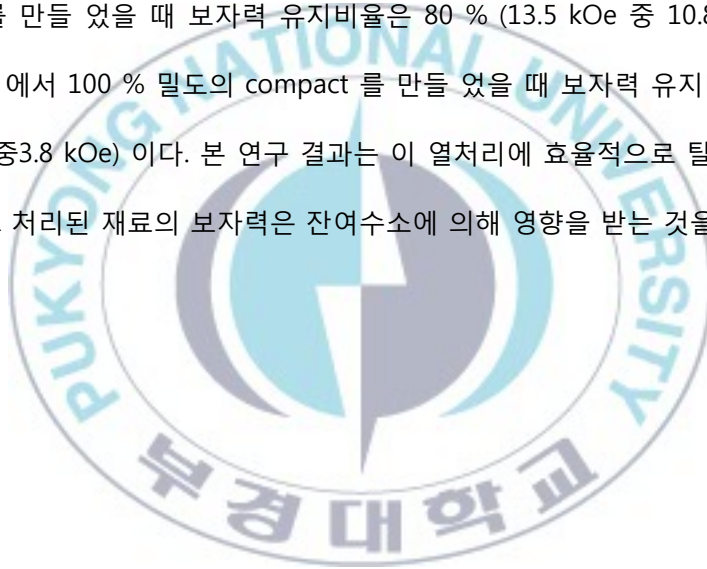 를 만들 었을 때 보자력 유지비율은 80 % (13.5 kOe 중 10.8
에서 100 % 밀도의 compact 를 만들 었을 때 보자력 유지
중3.8 kOe) 이다. 본 연구 결과는 이 열처리에 효율적으로 탈
처리된 재료의 보자력은 잔여수소에 의해 영향을 받는 것을
PUKYONG NATIONAL UNIVERSITY
부경대학교